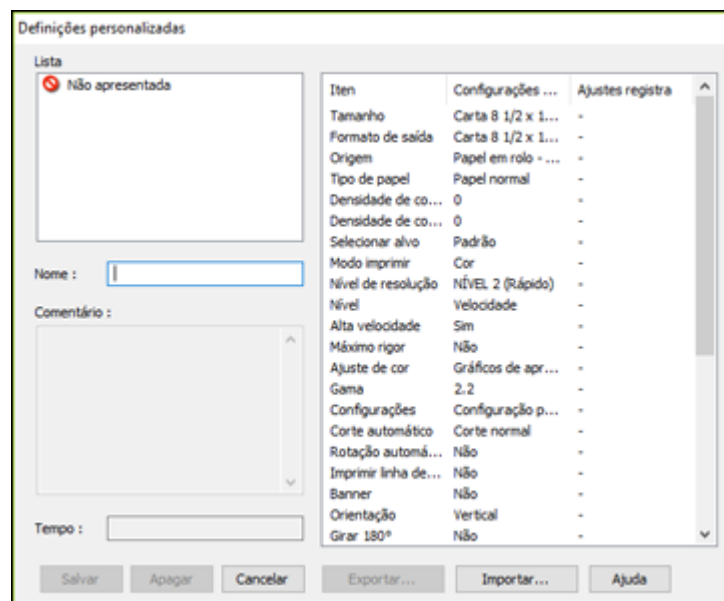 Definições personalizadas
Lista
Não apresentada
Nome :
Comentário :
Tempo :
Iten Configurações ... Ajustes registra
Tamanho Carta 8 1/2 x 1... -
Formato de saída Carta 8 1/2 x 1... -
Origem Papel em rolo - ... -
Tipo de papel Papel normal -
Densidade de co... 0 -
Densidade de co... 0 -
Selecionar alvo Padrão -
Modo imprimir Cor -
Nível de resolução NÍVEL 2 (Rápido) -
Nível Velocidade -
Alta velocidade Sim -
Máximo rigor Não -
Ajuste de cor Gráficos de apr... -
Gama 2.2 -
Configurações Configuração p... -
Corte automático Corte normal -
Rotação automá... Não -
Imprimir linha de... Não -
Banner Não -
Orientação Vertical -
Girar 180° Não -
Salvar Apagar Cancelar Exportar... Importar... Ajuda